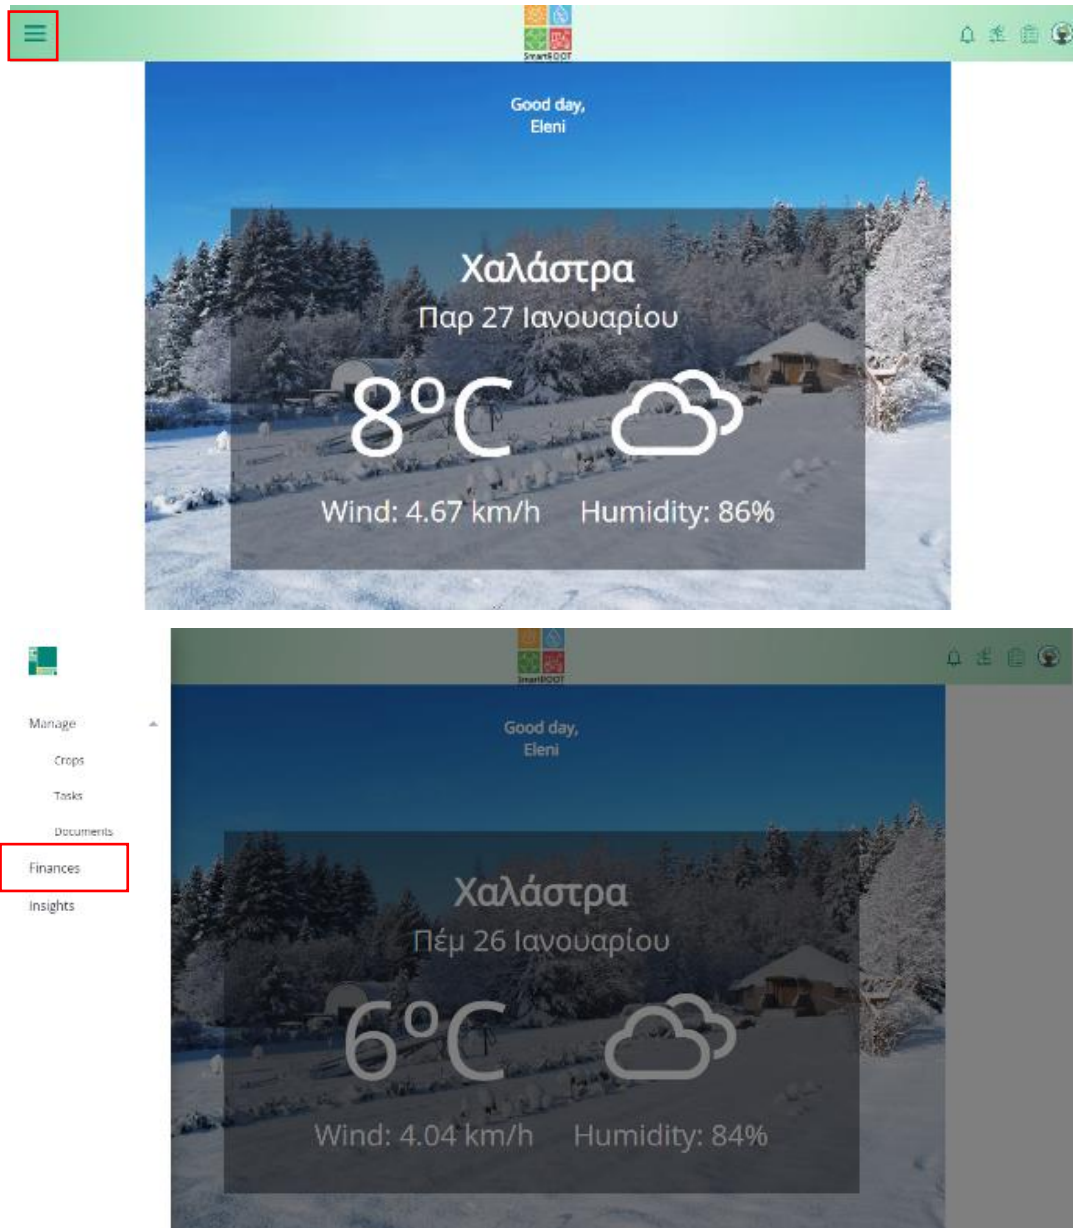 SmartROOT
Good day,
Eleni
Χαλάστρα
Παρ 27 Ιανουαρίου
8°C
Wind: 4.67 km/h Humidity: 86%
SmartROOT
Manage
Crops
Tasks
Documents
Finances
Insights
Good day,
Eleni
Χαλάστρα
Πέμ 26 Ιανουαρίου
6°C
Wind: 4.04 km/h Humidity: 84%